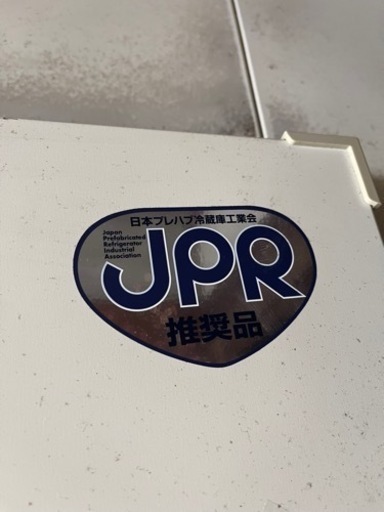 日本プレハブ冷蔵庫工業会
Japan
Prefabricated
Refrigerator
Industrial
Association
JPR
推奨品